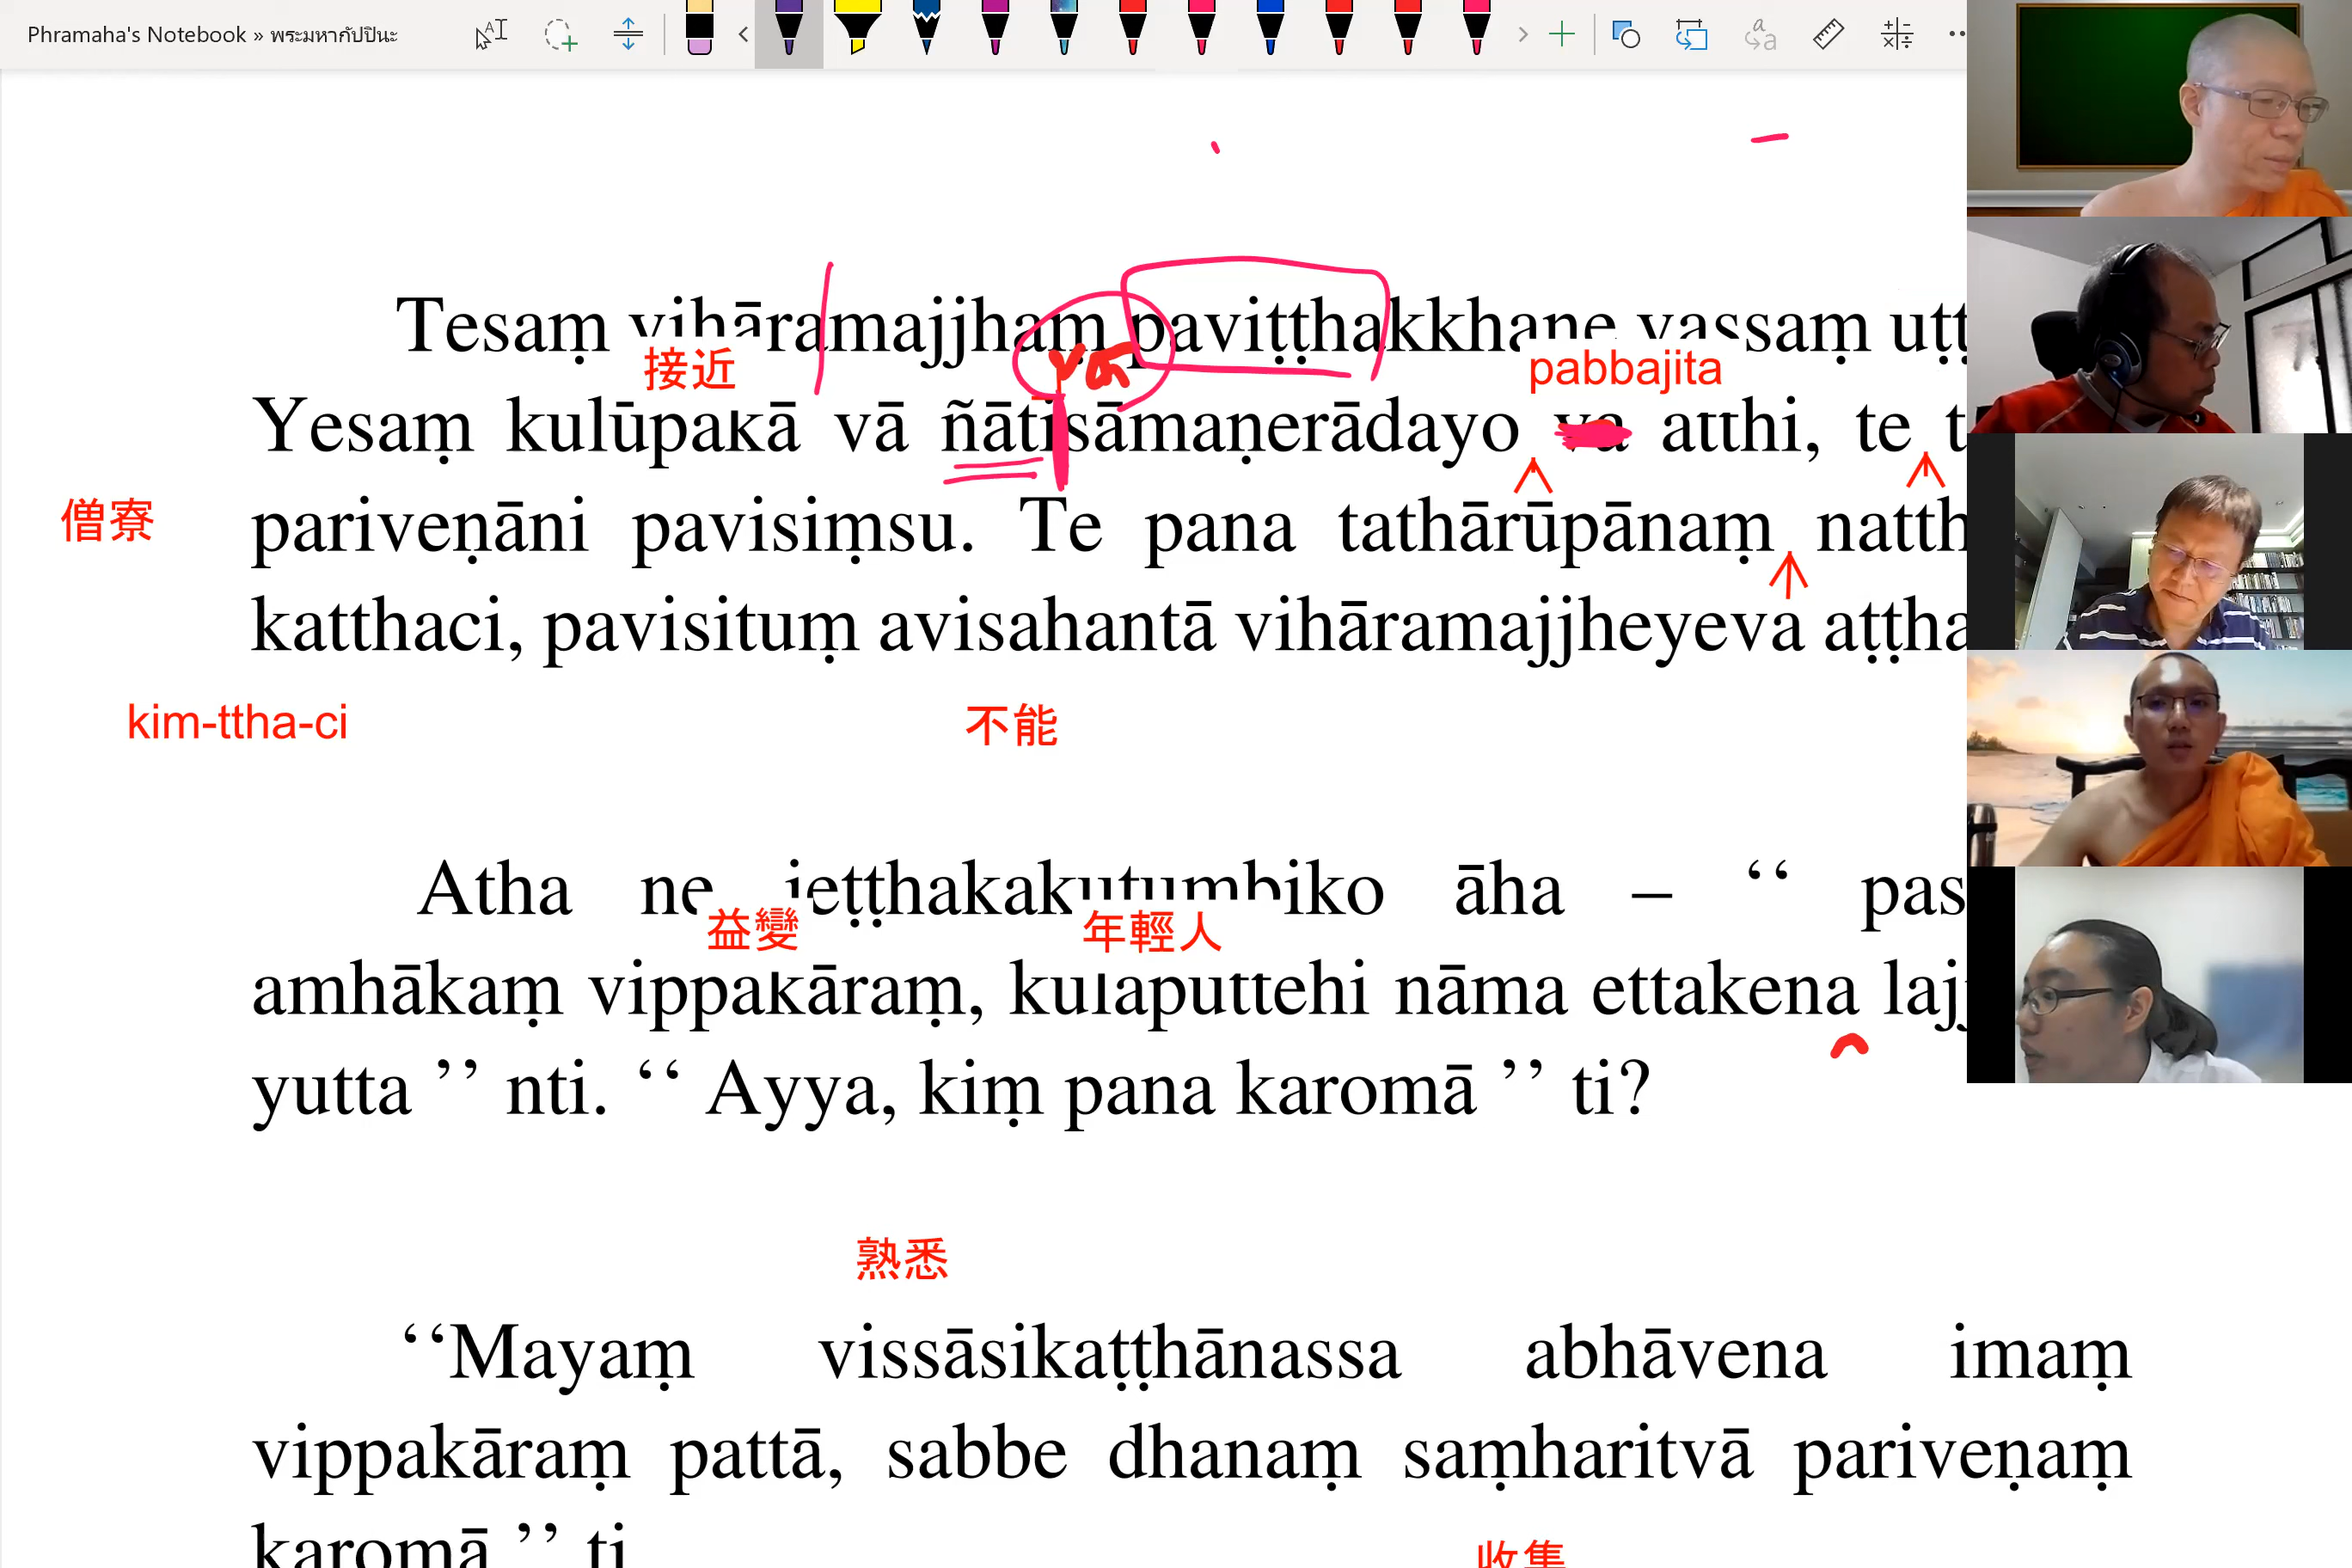 Phramaha's Notebook » พระมหากัปปินะ
Tesaṃ vihāramajjhaṃ paviṭṭhakkhaṇe vassaṃ uṭṭ
接近
pabbajita
Yesaṃ kulūpakā vā ñātisāmaṇerādayo va atthi, te t
僧寮
pariveṇāni pavisiṃsu. Te pana tathārūpānaṃ natth
katthaci, pavisituṃ avisahantā vihāramajjheyeva aṭṭha
kim-ttha-ci
不能
Atha ne jeṭṭhakakuṭumbiko āha – ‘‘ pas
益變
年輕人
amhākaṃ vippakāraṃ, kulaputtehi nāma ettakena lajj
yutta ’’ nti. ‘‘ Ayya, kiṃ pana karomā ’’ ti?
熟悉
‘‘Mayaṃ vissāsikaṭṭhānassa abhāvena imaṃ
vippakāraṃ pattā, sabbe dhanaṃ saṃharitvā pariveṇaṃ
karomā ’’ ti
收集